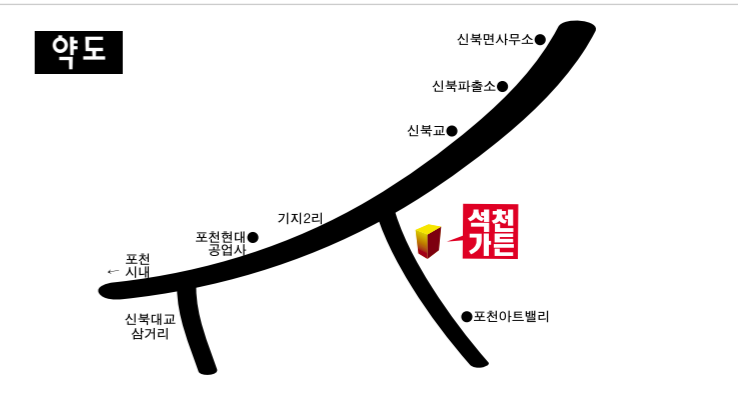 약도
신북면사무소
신북파출소
신북교
기지2리
포천현대
공업사
석천
가든
← 포천
시내
신북대교
삼거리
포천아트밸리